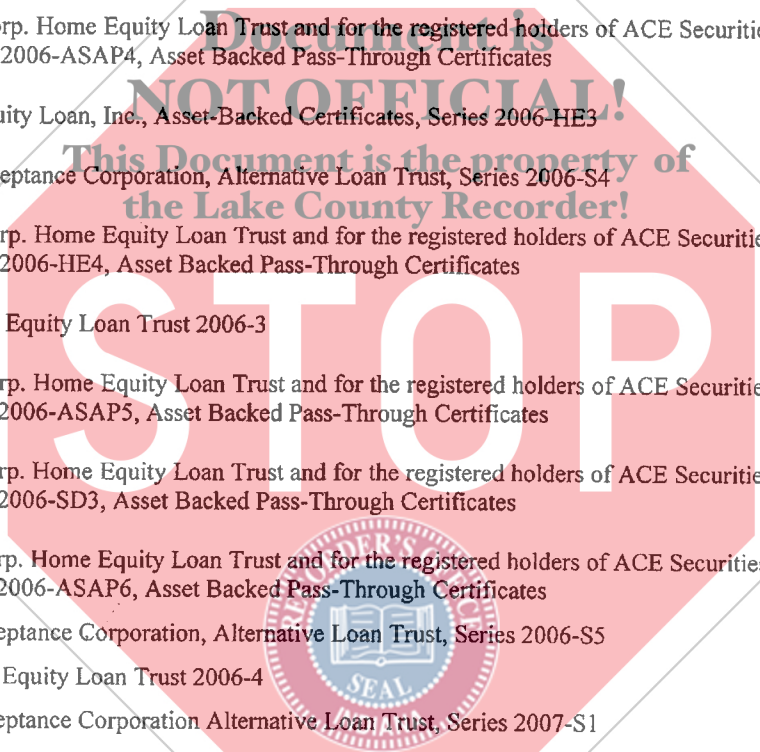 Document is
rp. Home Equity Loan Trust and for the registered holders of ACE Securitie
2006-ASAP4, Asset Backed Pass-Through Certificates
NOT OFFICIAL!
uity Loan, Inc., Asset-Backed Certificates, Series 2006-HE3
This Document is the property of
eptance Corporation, Alternative Loan Trust, Series 2006-S4
the Lake County Recorder!
rp. Home Equity Loan Trust and for the registered holders of ACE Securitie
2006-HE4, Asset Backed Pass-Through Certificates
Equity Loan Trust 2006-3
STOP
rp. Home Equity Loan Trust and for the registered holders of ACE Securitie
2006-ASAP5, Asset Backed Pass-Through Certificates
rp. Home Equity Loan Trust and for the registered holders of ACE Securitie
2006-SD3, Asset Backed Pass-Through Certificates
RECORDER'S OFFICE
rp. Home Equity Loan Trust and for the registered holders of ACE Securities
2006-ASAP6, Asset Backed Pass-Through Certificates
eptance Corporation, Alternative Loan Trust, Series 2006-S5
Equity Loan Trust 2006-4
SEAL
INDIANA
eptance Corporation Alternative Loan Trust, Series 2007-S1